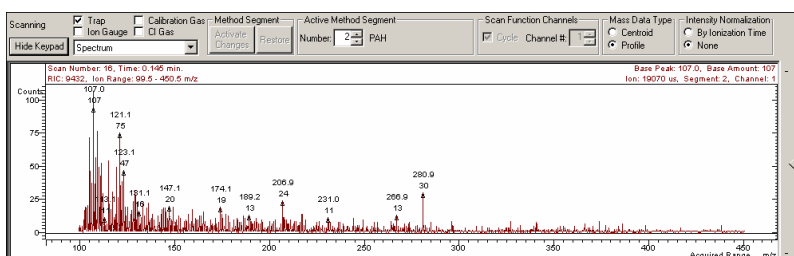 Scanning
Trap
Calibration Gas
Ion Gauge
CI Gas
Hide Keypad
Spectrum
Method Segment
Activate Changes
Restore
Active Method Segment
Number: 2 PAH
Scan Function Channels
Cycle Channel #: 1
Mass Data Type
Centroid
Profile
Intensity Normalization
By Ionization Time
None
Scan Number: 16, Time: 0.145 min.
RIC: 9432, Ion Range: 99.5 - 450.5 m/z
Base Peak: 107.0, Base Amount: 107
Ion: 19070 us, Segment: 2, Channel: 1
Counts
100
75
50
25
0
107.0
107
121.1
75
123.1
47
131.1
147.1
20
174.1
19
189.2
13
206.9
24
231.0
11
266.9
13
280.9
30
100 150 200 250 300 350 400 450
Acquired Range m/z